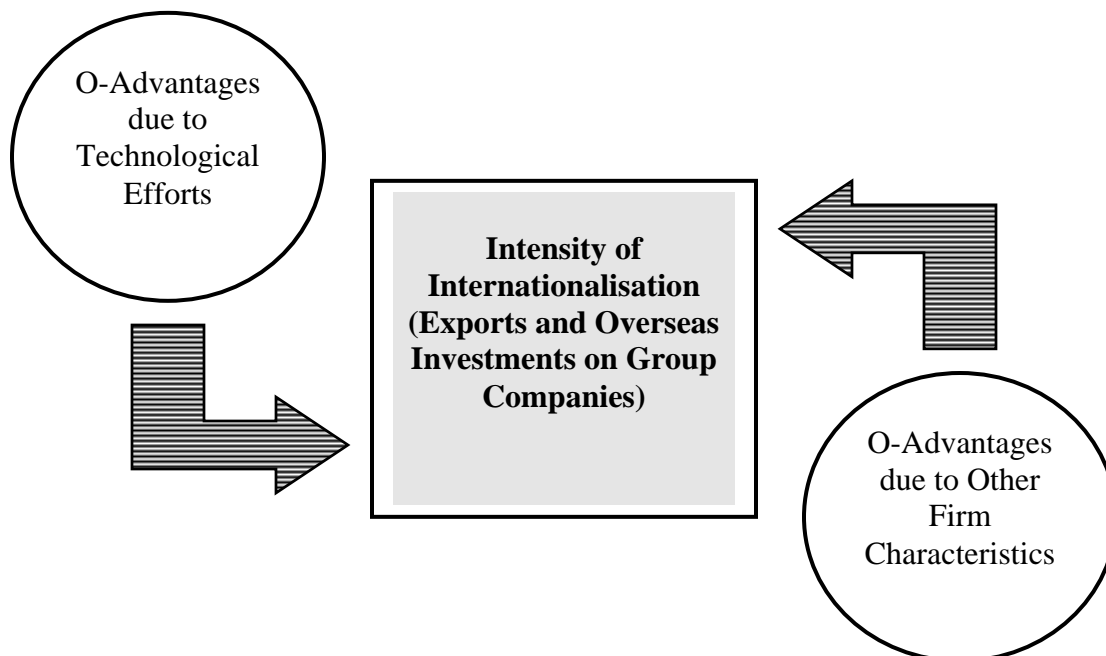 O-Advantages
due to
Technological
Efforts
Intensity of
Internationalisation
(Exports and Overseas
Investments on Group
Companies)
O-Advantages
due to Other
Firm
Characteristics